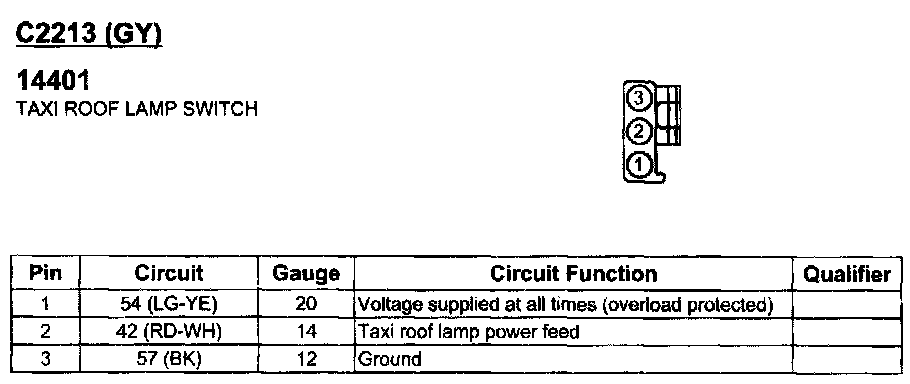 C2213 (GY)
14401
TAXI ROOF LAMP SWITCH
3
2
1
Pin Circuit Gauge Circuit Function Qualifier
1 54 (LG-YE) 20 Voltage supplied at all times (overload protected)
2 42 (RD-WH) 14 Taxi roof lamp power feed
3 57 (BK) 12 Ground